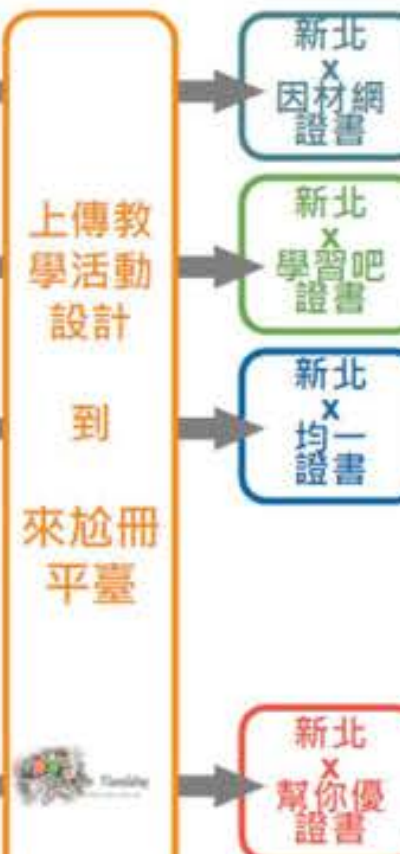 上傳教
學活動
設計
到
來尬冊
平臺
新北
x
因材網
證書
新北
x
學習吧
證書
新北
x
均一
證書
新北
x
幫你優
證書